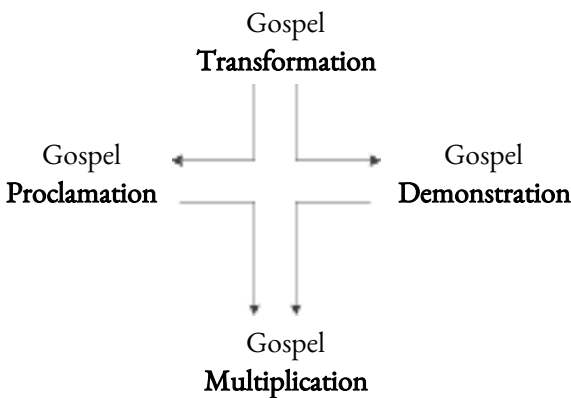 Gospel
Transformation
Gospel
Proclamation
Gospel
Demonstration
Gospel
Multiplication